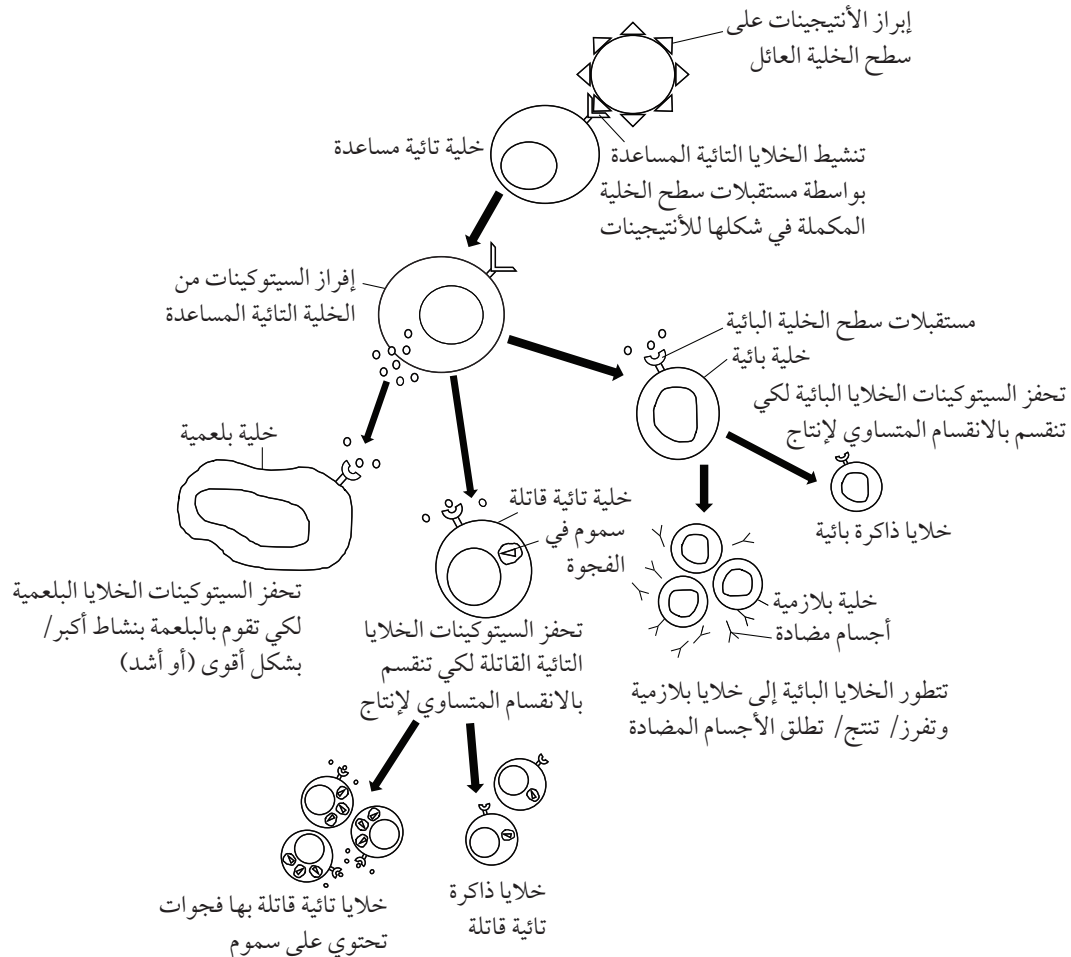 إبراز الأنتيجينات على
سطح الخلية العائل
خلية تائية مساعدة
تنشيط الخلايا التائية المساعدة
بواسطة مستقبلات سطح الخلية
المكملة في شكلها للأنتيجينات
إفراز السيتوكينات من
الخلية التائية المساعدة
مستقبلات سطح الخلية البائية
خلية بائية
تحفز السيتوكينات الخلايا البائية لكي
تنقسم بالانقسام المتساوي لإنتاج
خلايا ذاكرة بائية
خلية بلازمية
أجسام مضادة
تتطور الخلايا البائية إلى خلايا بلازمية
وتفرز/ تنتج/ تطلق الأجسام المضادة
خلية تائية قاتلة
سموم في
الفجوة
تحفز السيتوكينات الخلايا
التائية القاتلة لكي تنقسم
بالانقسام المتساوي لإنتاج
خلية بلعمية
تحفز السيتوكينات الخلايا البلعمية
لكي تقوم بالبلعمة بنشاط أكبر/
بشكل أقوى (أو أشد)
خلايا ذاكرة
تائية قاتلة
خلايا تائية قاتلة بها فجوات
تحتوي على سموم